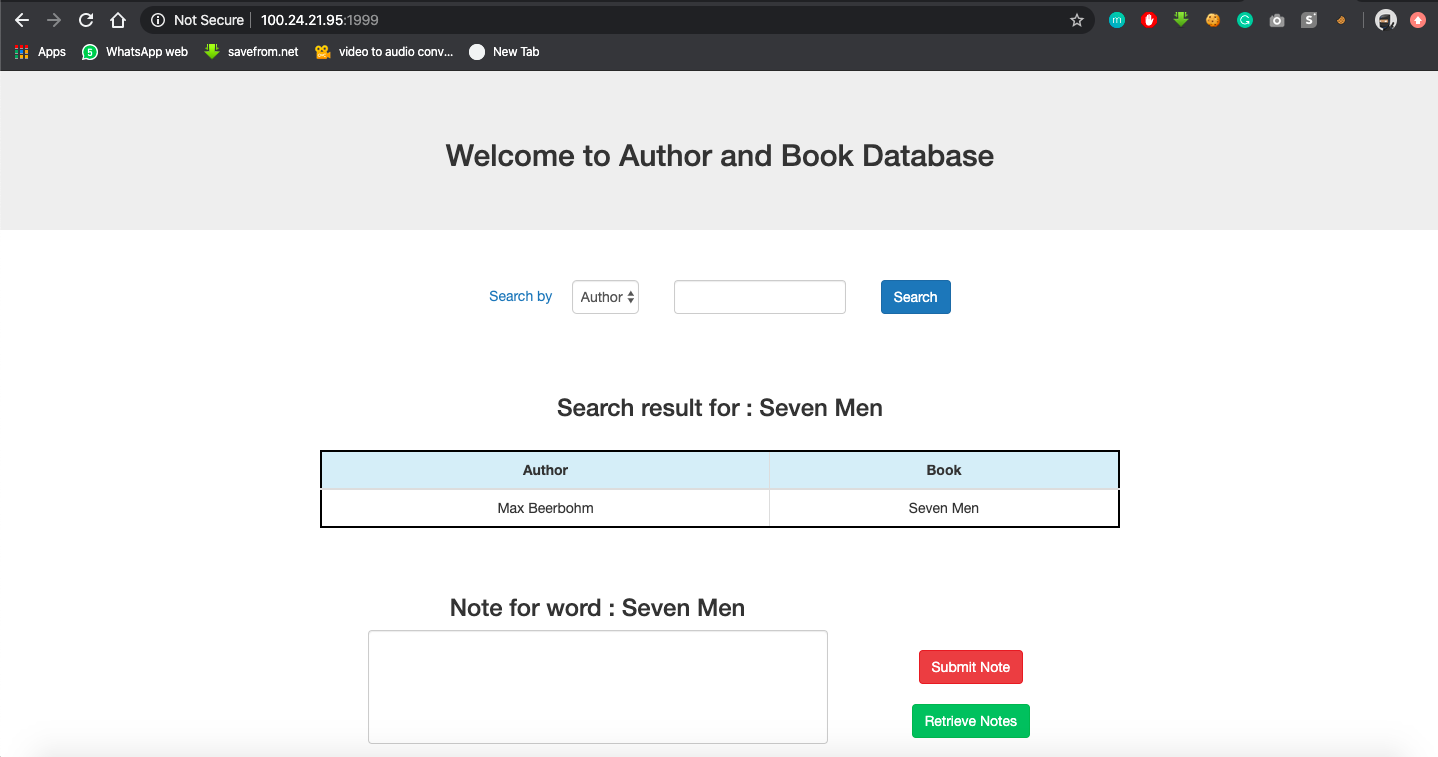 Not Secure 100.24.21.95:1999
Apps 5 WhatsApp web savefrom.net video to audio conv... New Tab
Welcome to Author and Book Database
Search by Author Search
Search result for : Seven Men
Author Book
Max Beerbohm Seven Men
Note for word : Seven Men
Submit Note
Retrieve Notes